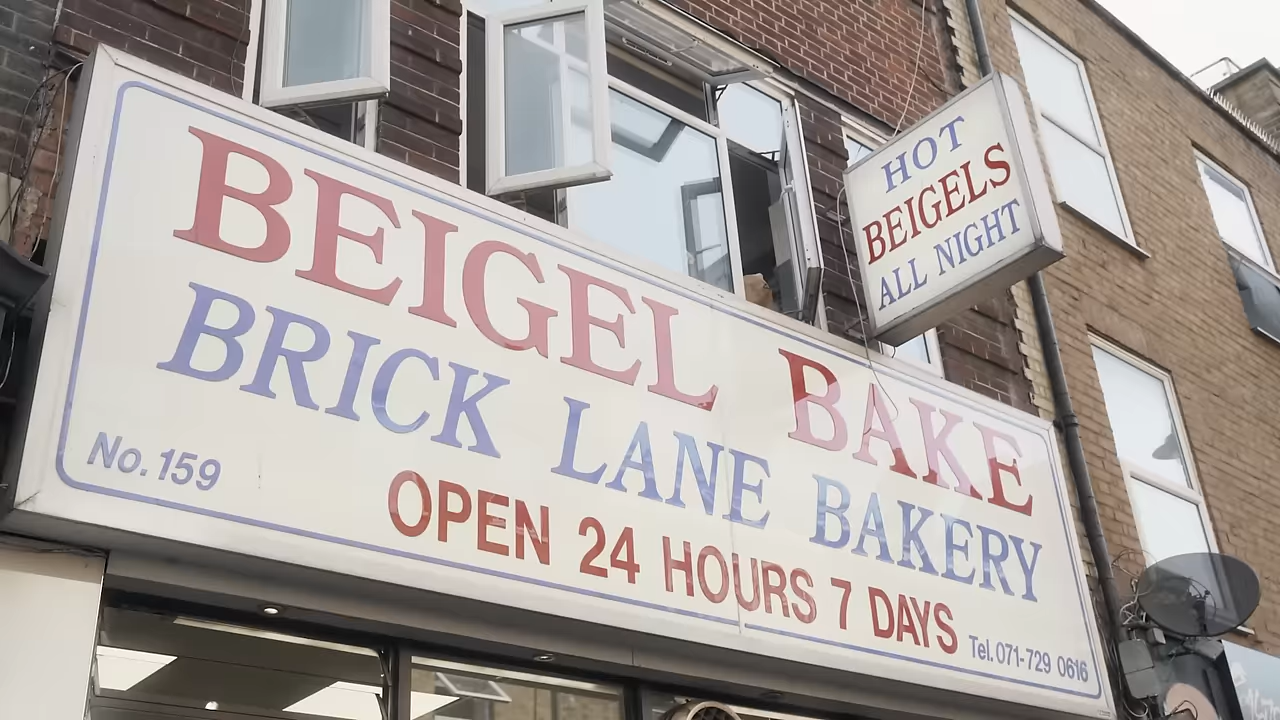 BEIGEL BAKE
BRICK LANE BAKERY
No. 159
OPEN 24 HOURS 7 DAYS
Tel. 071-729 0616
HOT
BEIGELS
ALL NIGHT